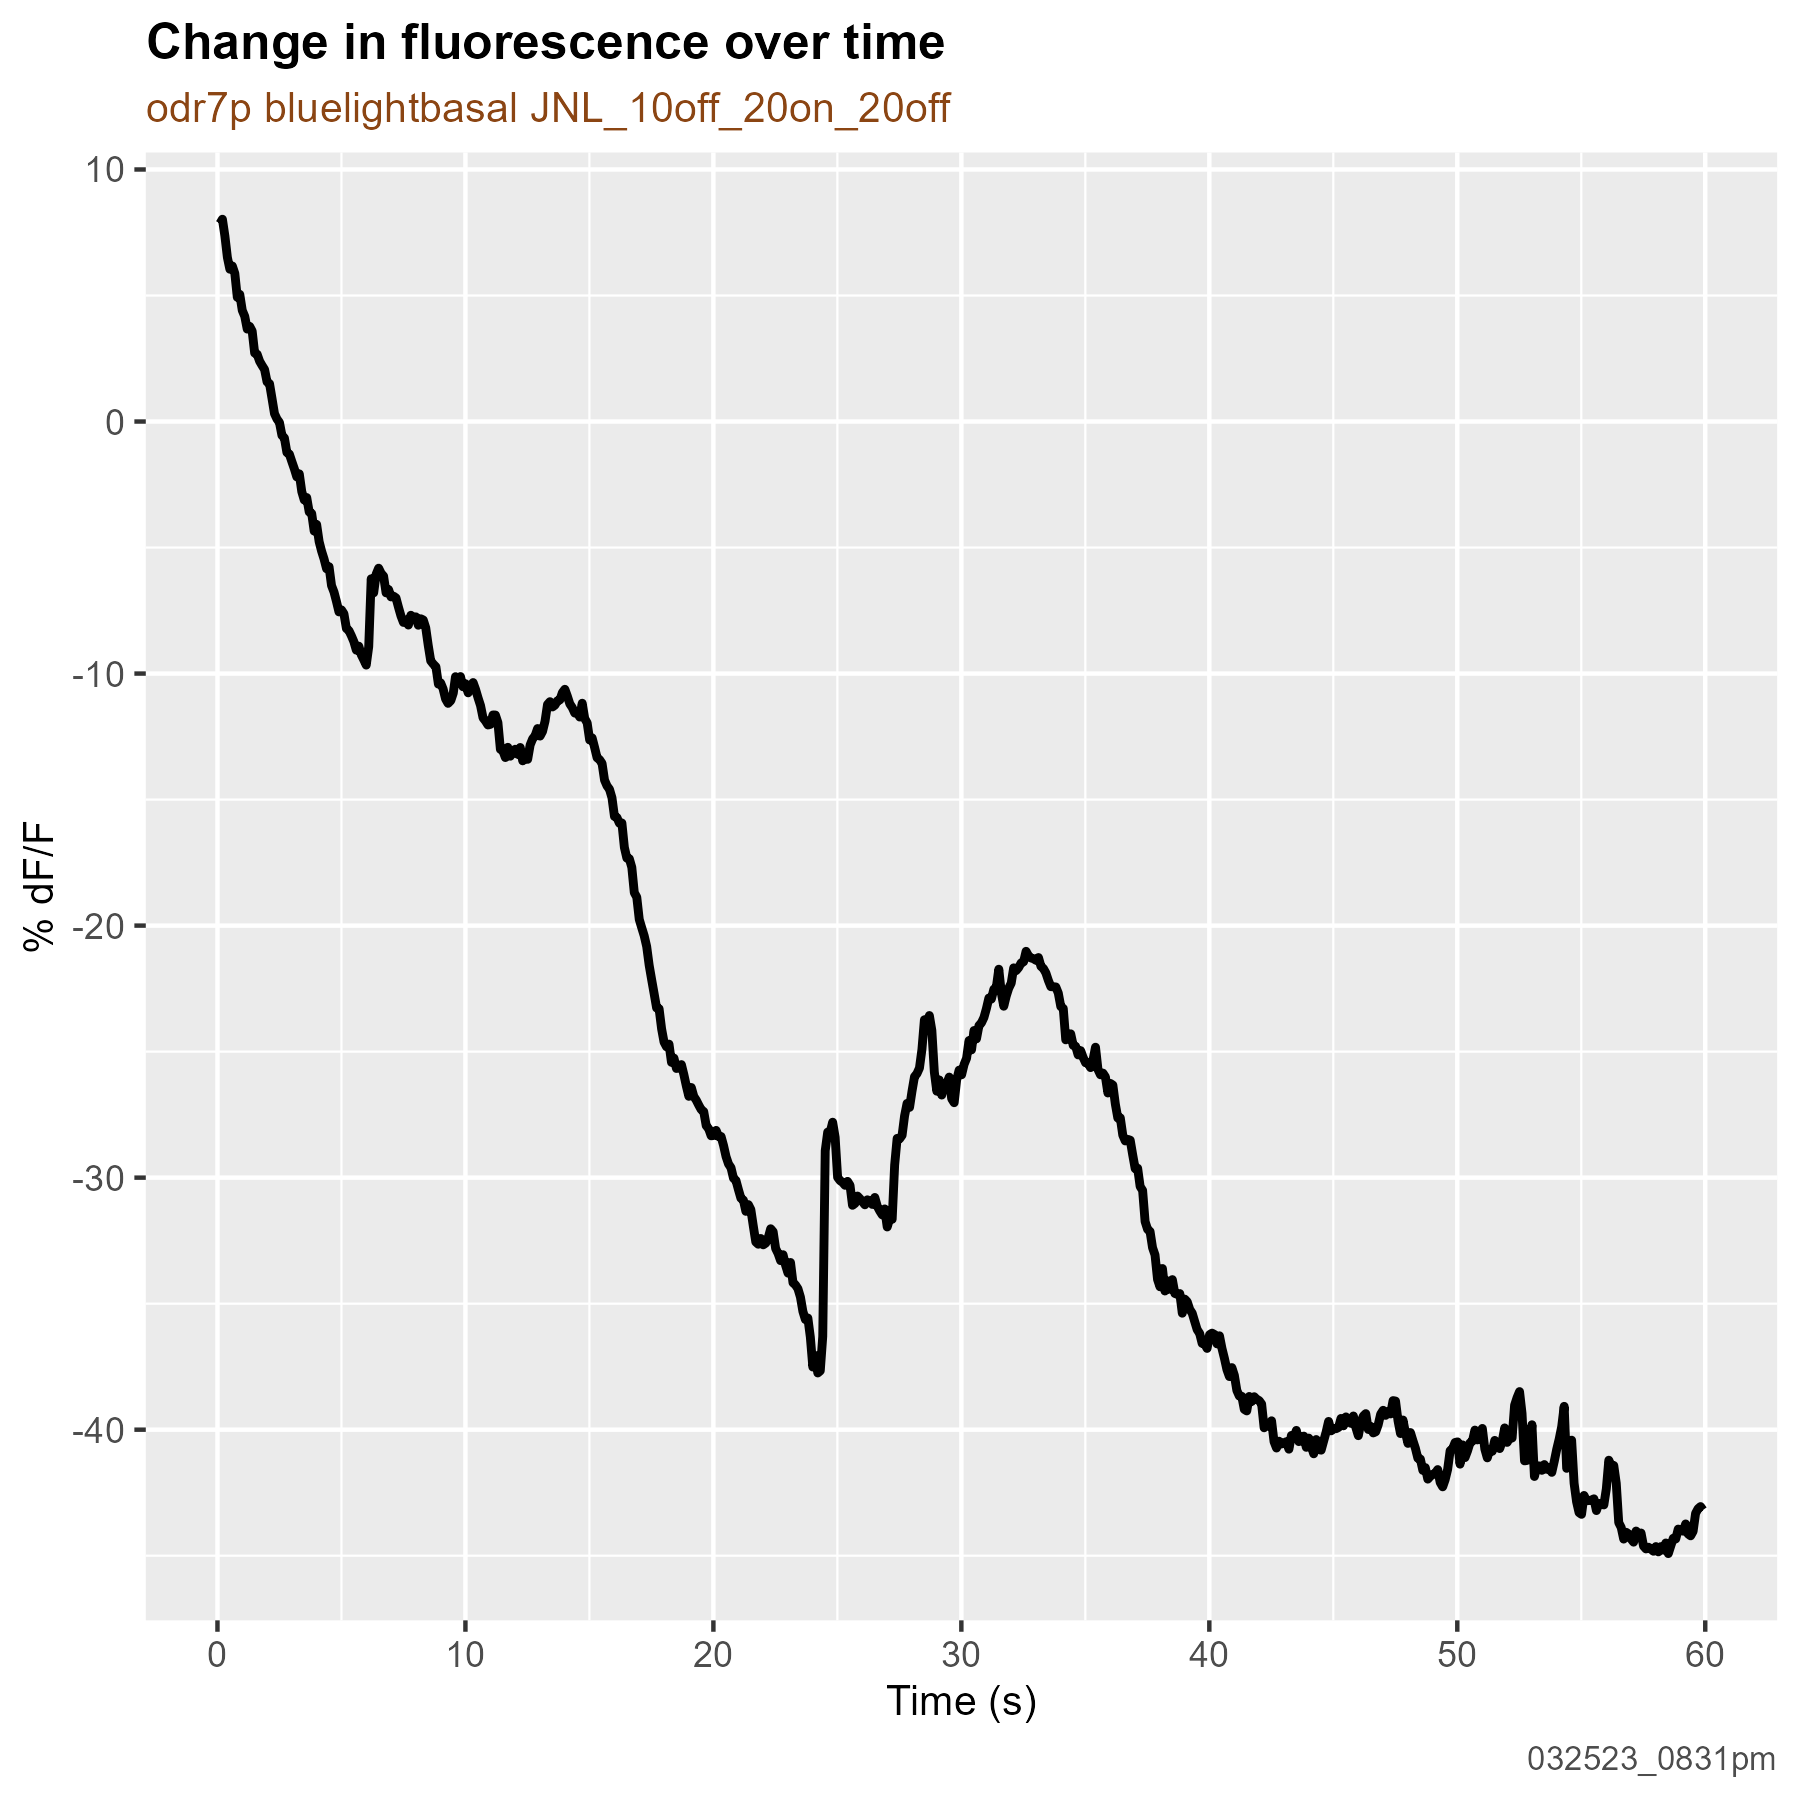 Change in fluorescence over time
odr7p bluelightbasal JNL_10off_20on_20off
% dF/F
10
0
-10
-20
-30
-40
0 10 20 30 40 50 60
Time (s)
032523_0831pm